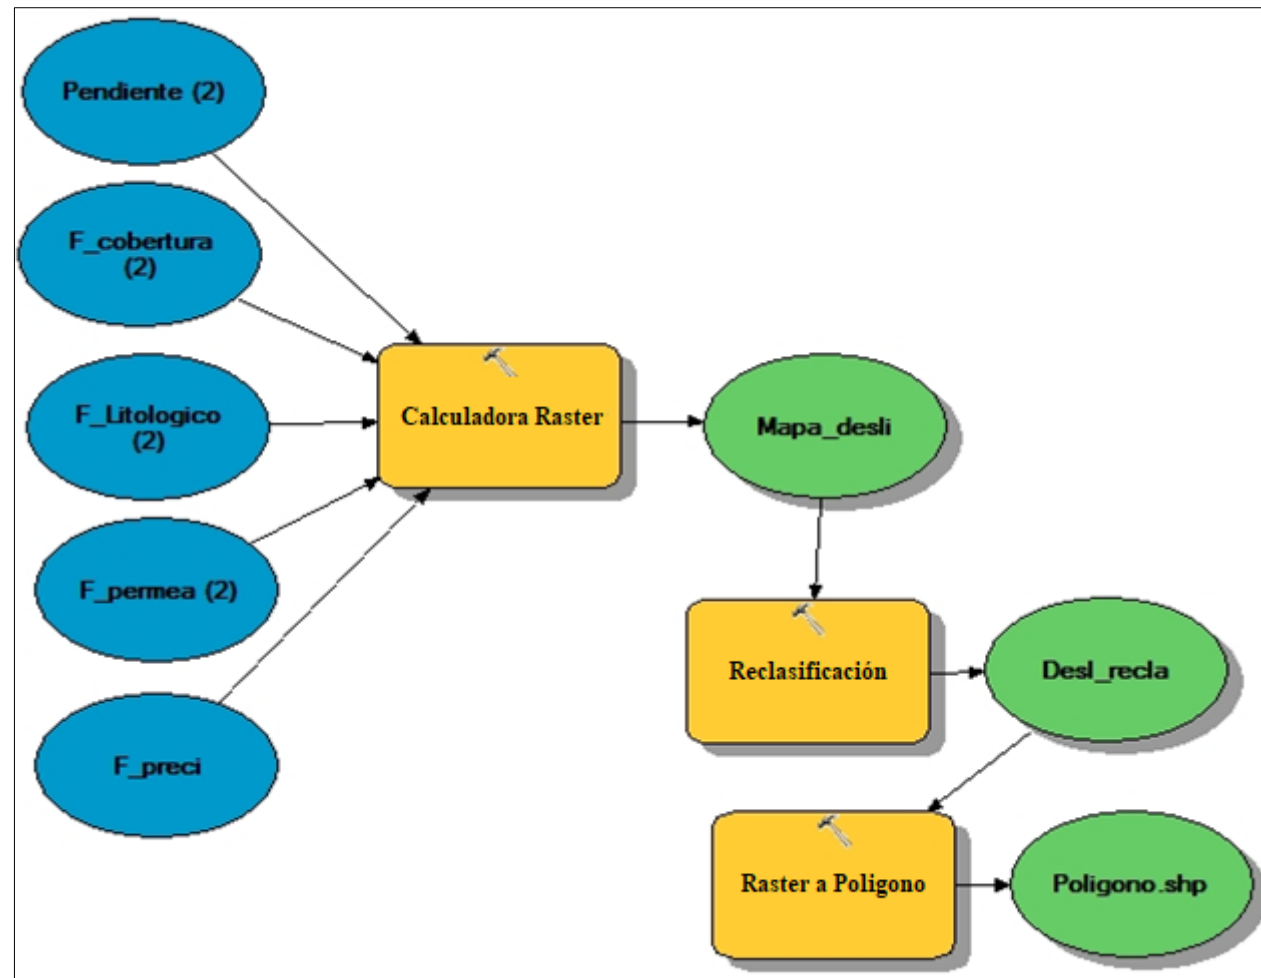 Pendiente (2)
F_cobertura
(2)
F_Litologico
(2)
F_permea (2)
F_preci
Calculadora Raster
Mapa_desli
Reclasificación
Desl_recla
Raster a Poligono
Poligono.shp